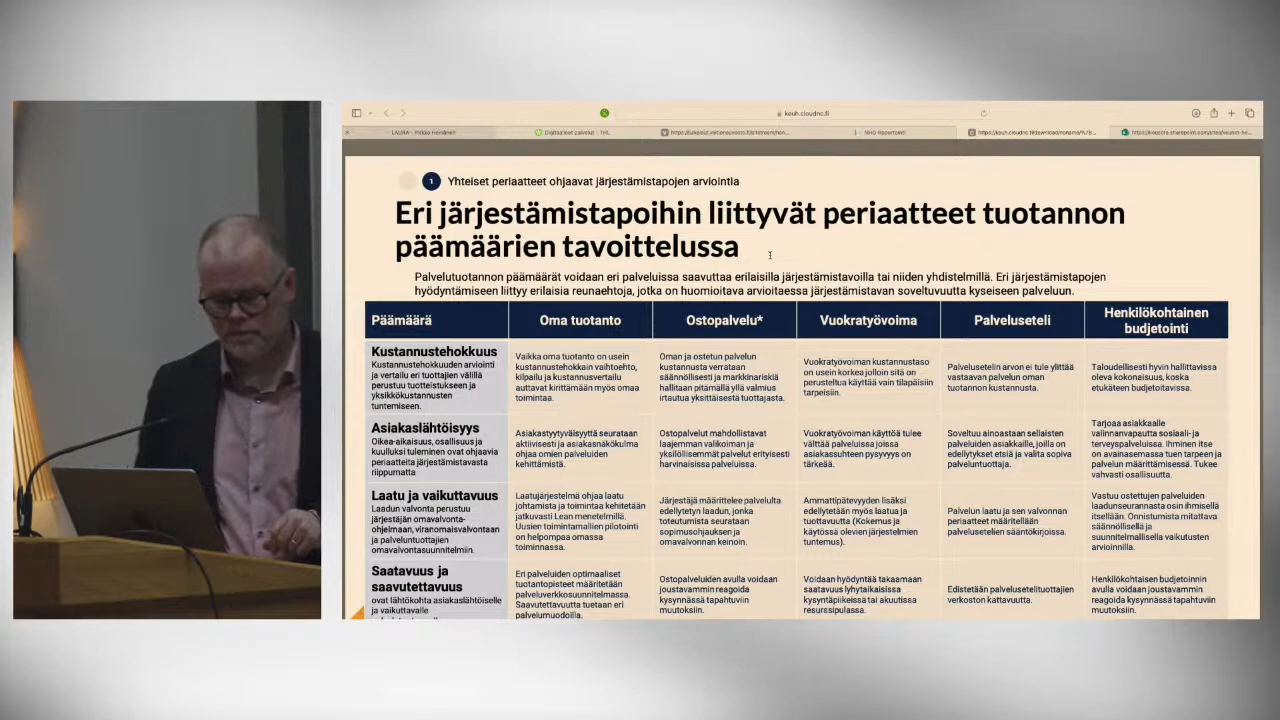 keuh.cloudnc.fi
LAURA - Mikko Heinänen
Digitaaliset palvelut - THL
1
Yhteiset periaatteet ohjaavat järjestämistapojen arviointia
Eri järjestämistapoihin liittyvät periaatteet tuotannon
päämäärien tavoittelussa
Palvelutuotannon päämäärät voidaan eri palveluissa saavuttaa erilaisilla järjestämistavoilla tai niiden yhdistelmillä. Eri järjestämistapojen
hyödyntämiseen liittyy erilaisia reunaehtoja, jotka on huomioitava arvioitaessa järjestämistavan soveltuvuutta kyseiseen palveluun.
Päämäärä
Oma tuotanto
Ostopalvelu*
Vuokratyövoima
Palveluseteli
Henkilökohtainen
budjetointi
Kustannustehokkuus
Kustannustehokkuuden arviointi
ja vertailu eri tuottajien välillä
perustuu tuotteistukseen ja
yksikkökustannusten
tuntemiseen.
Vaikka oma tuotanto on usein
kustannustehokkain vaihtoehto,
kilpailu ja kustannusvertailu
auttavat kirittämään myös omaa
toimintaa.
Oman ja ostetun palvelun
kustannusta verrataan
säännöllisesti ja markkinariskiä
hallitaan pitämällä yllä valmius
irtautua yksittäisestä tuottajasta.
Vuokratyövoiman kustannustaso
on usein korkea jolloin sitä on
perusteltua käyttää vain tilapäisiin
tarpeisiin.
Palvelusetelin arvon ei tule ylittää
vastaavan palvelun oman
tuotannon kustannusta.
Taloudellisesti hyvin hallittavissa
oleva kokonaisuus, koska
etukäteen budjetoitavissa.
Asiakaslähtöisyys
Oikea-aikaisuus, osallisuus ja
kuulluksi tuleminen ovat ohjaavia
periaatteita järjestämistavasta
riippumatta
Asiakastyytyväisyyttä seurataan
aktiivisesti ja asiakasnäkökulma
ohjaa omien palveluiden
kehittämistä.
Ostopalvelut mahdollistavat
laajemman valikoiman ja
yksilöllisemmät palvelut erityisesti
harvinaisissa palveluissa.
Vuokratyövoiman käyttöä tulee
välttää palveluissa joissa
asiakassuhteen pysyvyys on
tärkeää.
Soveltuu ainoastaan sellaisten
palveluiden asiakkaille, joilla on
edellytykset etsiä ja valita sopiva
palveluntuottaja.
Tarjoaa asiakkaalle
valinnanvapautta sosiaali- ja
terveyspalveluissa. Ihminen itse
on avainasemassa tuen tarpeen ja
palvelun määrittämisessä. Tukee
vahvasti osallisuutta.
Laatu ja vaikuttavuus
Laadun valvonta perustuu
järjestäjän omavalvonta-
ohjelmaan, viranomaisvalvontaan
ja palveluntuottajien
omavalvontasuunnitelmiin.
Laatujärjestelmä ohjaa laatu
johtamista ja toimintaa kehitetään
jatkuvasti Lean menetelmillä.
Uusien toimintamallien pilotointi
on helpompaa omassa
toiminnassa.
Järjestäjä määrittelee palvelulta
edellytetyn laadun, jonka
toteutumista seurataan
sopimusohjauksen ja
omavalvonnan keinoin.
Ammattipätevyyden lisäksi
edellytetään myös laatua ja
tuottavuutta (Kokemus ja
käytössä olevien järjestelmien
tuntemus).
Palvelun laatu ja sen valvonnan
periaatteet määritellään
palvelusetelien sääntökirjoissa.
Vastuu ostettujen palveluiden
laadunseurannasta osin ihmisellä
itsellään. Onnistumista mitattava
säännöllisellä ja
suunnitelmallisella vaikutusten
arvioinnilla.
Saatavuus ja
saavutettavuus
ovat lähtökohta asiakaslähtöiselle
ja vaikuttavalle
Eri palveluiden optimaaliset
tuotantopisteet määritetään
palveluverkkosuunnitelmassa.
Saavutettavuutta tuetaan eri
palvelumuodoilla.
Ostopalveluiden avulla voidaan
joustavammin reagoida
kysynnässä tapahtuviin
muutoksiin.
Voidaan hyödyntää takaamaan
saatavuus lyhytaikaisissa
kysyntäpiikeissä tai akuutissa
resurssipulassa.
Edistetään palvelusetelituottajien
verkoston kattavuutta.
Henkilökohtaisen budjetoinnin
avulla voidaan joustavammin
reagoida kysynnässä tapahtuviin
muutoksiin.